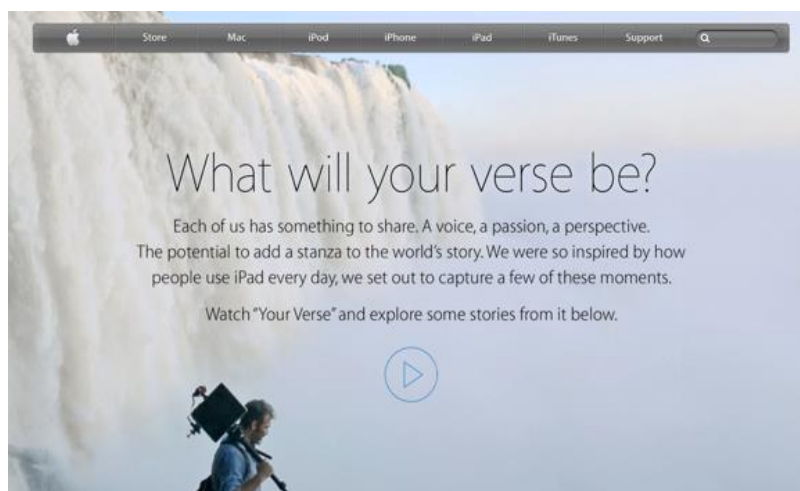 Store Mac iPod iPhone iPad iTunes Support
What will your verse be?
Each of us has something to share. A voice, a passion, a perspective.
The potential to add a stanza to the world's story. We were so inspired by how
people use iPad every day, we set out to capture a few of these moments.
Watch "Your Verse" and explore some stories from it below.